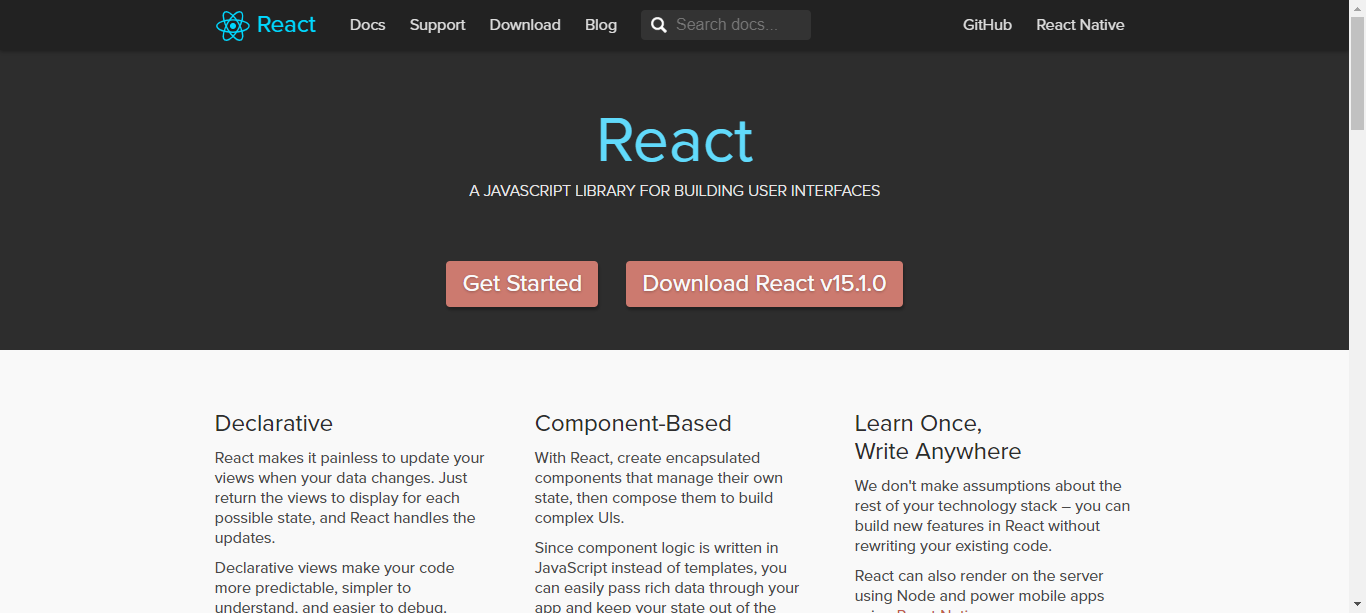 React
Docs
Support
Download
Blog
Search docs...
GitHub
React Native
React
A JAVASCRIPT LIBRARY FOR BUILDING USER INTERFACES
Get Started
Download React v15.1.0
Declarative
React makes it painless to update your
views when your data changes. Just
return the views to display for each
possible state, and React handles the
updates.
Declarative views make your code
more predictable, simpler to
understand, and easier to debug.
Component-Based
With React, create encapsulated
components that manage their own
state, then compose them to build
complex UIs.
Since component logic is written in
JavaScript instead of templates, you
can easily pass rich data through your
app and keep your state out of the
Learn Once,
Write Anywhere
We don't make assumptions about the
rest of your technology stack – you can
build new features in React without
rewriting your existing code.
React can also render on the server
using Node and power mobile apps
using React Native